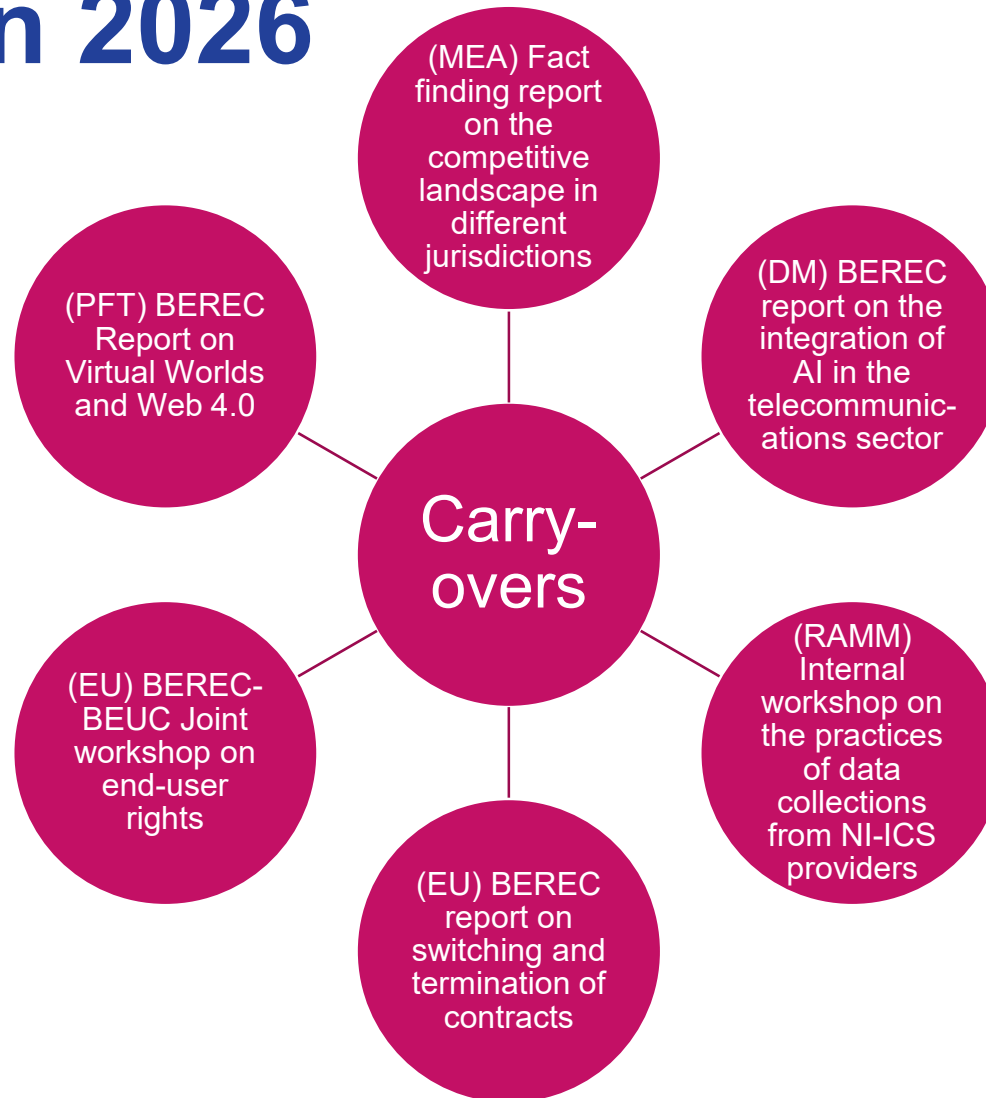 n 2026
(MEA) Fact
finding report
on the
competitive
landscape in
different
jurisdictions
(DM) BEREC
report on the
integration of
AI in the
telecommunic-
ations sector
(RAMM)
Internal
workshop on
the practices
of data
collections
from NI-ICS
providers
(EU) BEREC
report on
switching and
termination of
contracts
(EU) BEREC-
BEUC Joint
workshop on
end-user
rights
(PFT) BEREC
Report on
Virtual Worlds
and Web 4.0
Carry-
overs